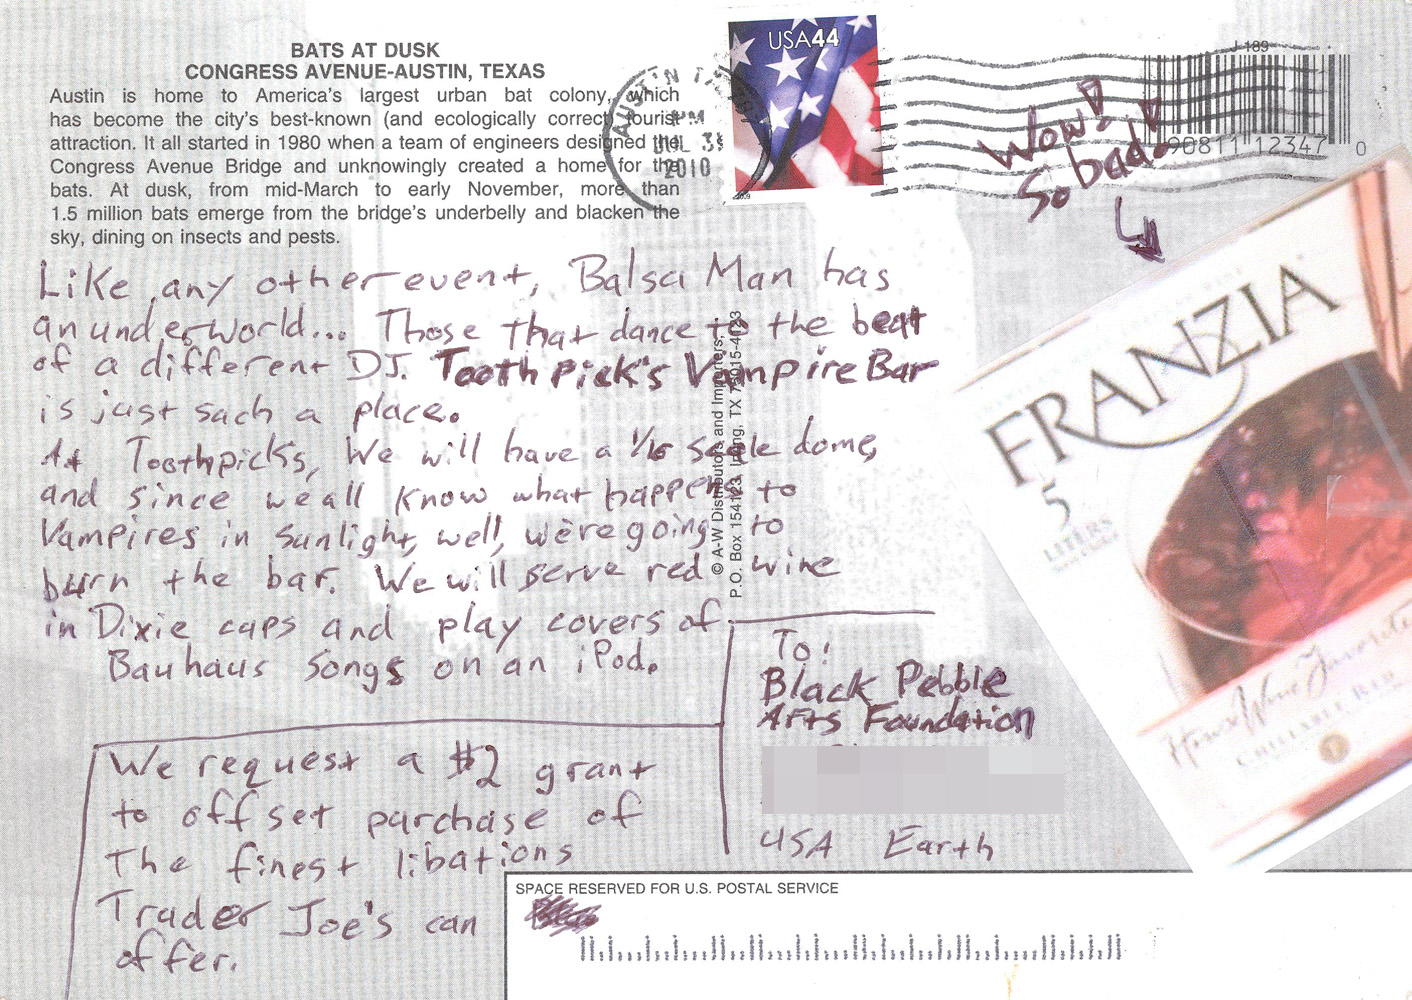 BATS AT DUSK
CONGRESS AVENUE-AUSTIN, TEXAS
Austin is home to America's largest urban bat colony, which
has become the city's best-known (and ecologically correct) tourist
attraction. It all started in 1980 when a team of engineers designed the
Congress Avenue Bridge and unknowingly created a home for the
bats. At dusk, from mid-March to early November, more than
1.5 million bats emerge from the bridge's underbelly and blacken the
sky, dining on insects and pests.
AUSTIN
PM
2010
USA44
2009
J 189
90811 12347 0
Wow!
So bad!
Like any other event, Balsa Man has
an underworld... Those that dance to the beat
of a different DJ. Toothpick's Vampire Bar
is just such a place.
At Toothpicks, We will have a 1/10 scale dome,
and since we all know what happens to
Vampires in sunlight, well, we're going to
burn the bar. We will serve red wine
in Dixie cups and play covers of
Bauhaus songs on an iPod.
© A-W Distributors and Importers,
P.O. Box 154123, Irving, TX 75015-4123
FRANZIA
5
LITERS
House Wine Favorite
CHILLABLE RED
To:
Black Pebble
Arts Foundation
USA Earth
We request a $2 grant
to offset purchase of
The finest libations
Trader Joe's can
offer.
SPACE RESERVED FOR U.S. POSTAL SERVICE